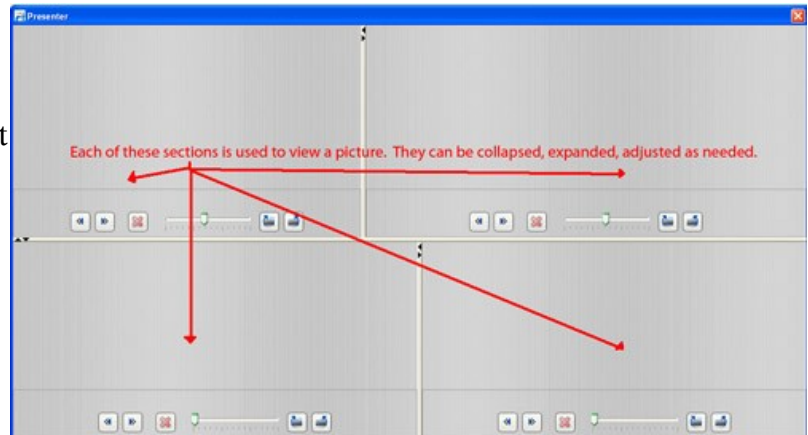 Presenter
t
Each of these sections is used to view a picture. They can be collapsed, expanded, adjusted as needed.